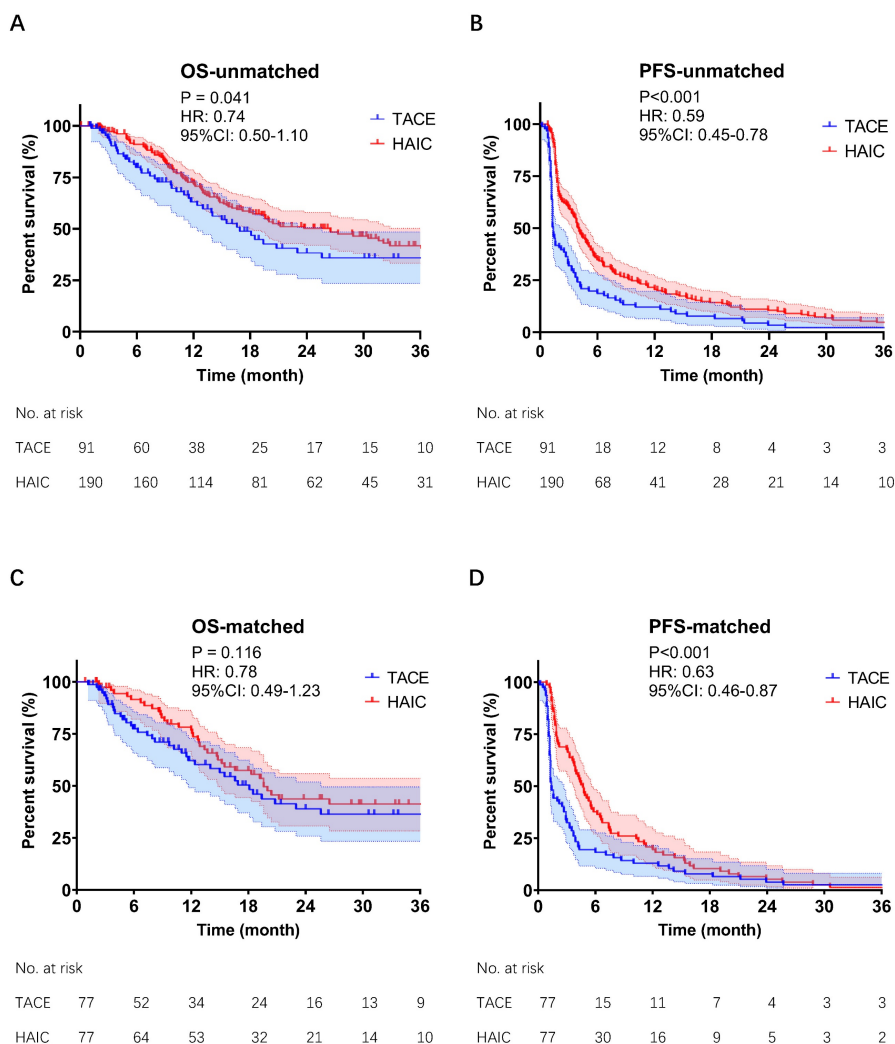 A
OS-unmatched
P = 0.041
HR: 0.74
95%CI: 0.50-1.10
TACE
HAIC
Percent survival (%)
100
75
50
25
0
0 6 12 18 24 30 36
Time (month)
No. at risk
TACE 91 60 38 25 17 15 10
HAIC 190 160 114 81 62 45 31
B
PFS-unmatched
P<0.001
HR: 0.59
95%CI: 0.45-0.78
TACE
HAIC
Percent survival (%)
100
75
50
25
0
0 6 12 18 24 30 36
Time (month)
No. at risk
TACE 91 18 12 8 4 3 3
HAIC 190 68 41 28 21 14 10
C
OS-matched
P = 0.116
HR: 0.78
95%CI: 0.49-1.23
TACE
HAIC
Percent survival (%)
100
75
50
25
0
0 6 12 18 24 30 36
Time (month)
No. at risk
TACE 77 52 34 24 16 13 9
HAIC 77 64 53 32 21 14 10
D
PFS-matched
P<0.001
HR: 0.63
95%CI: 0.46-0.87
TACE
HAIC
Percent survival (%)
100
75
50
25
0
0 6 12 18 24 30 36
Time (month)
No. at risk
TACE 77 15 11 7 4 3 3
HAIC 77 30 16 9 5 3 2